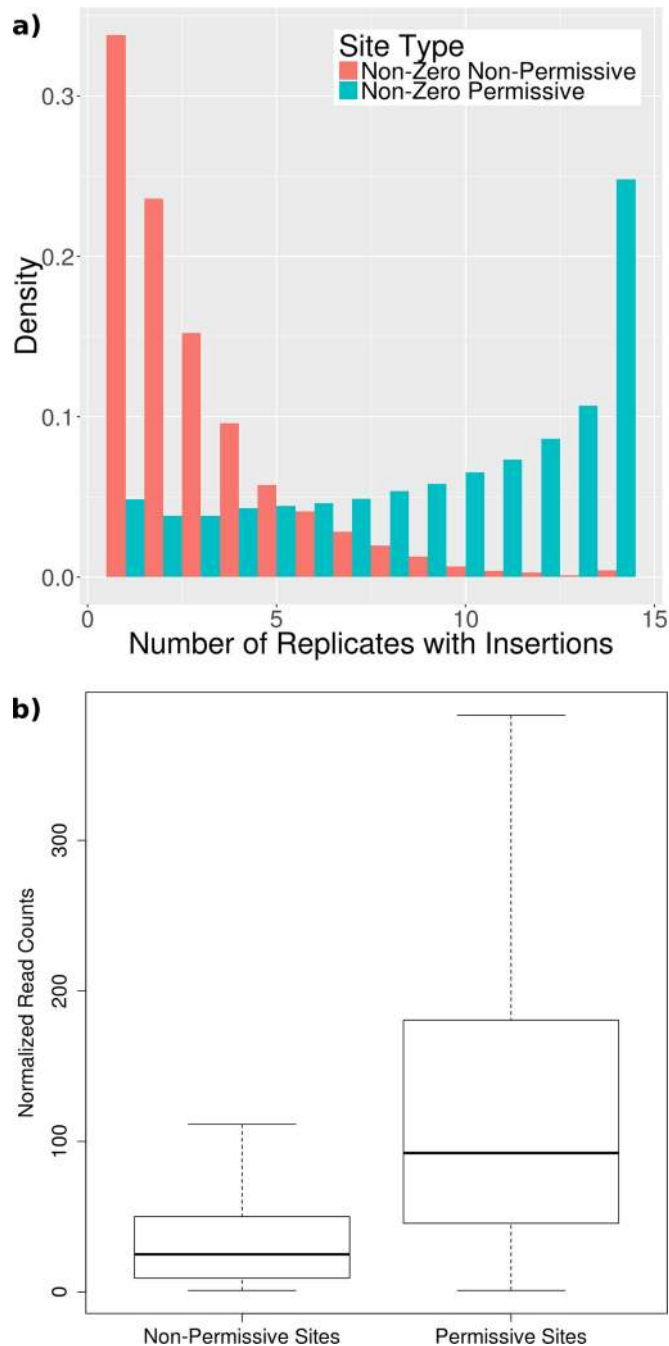 a)
Site Type
Non-Zero Non-Permissive
Non-Zero Permissive
Density
0.3
0.2
0.1
0.0
0 5 10 15
Number of Replicates with Insertions
b)
Normalized Read Counts
300
200
100
0
Non-Permissive Sites Permissive Sites